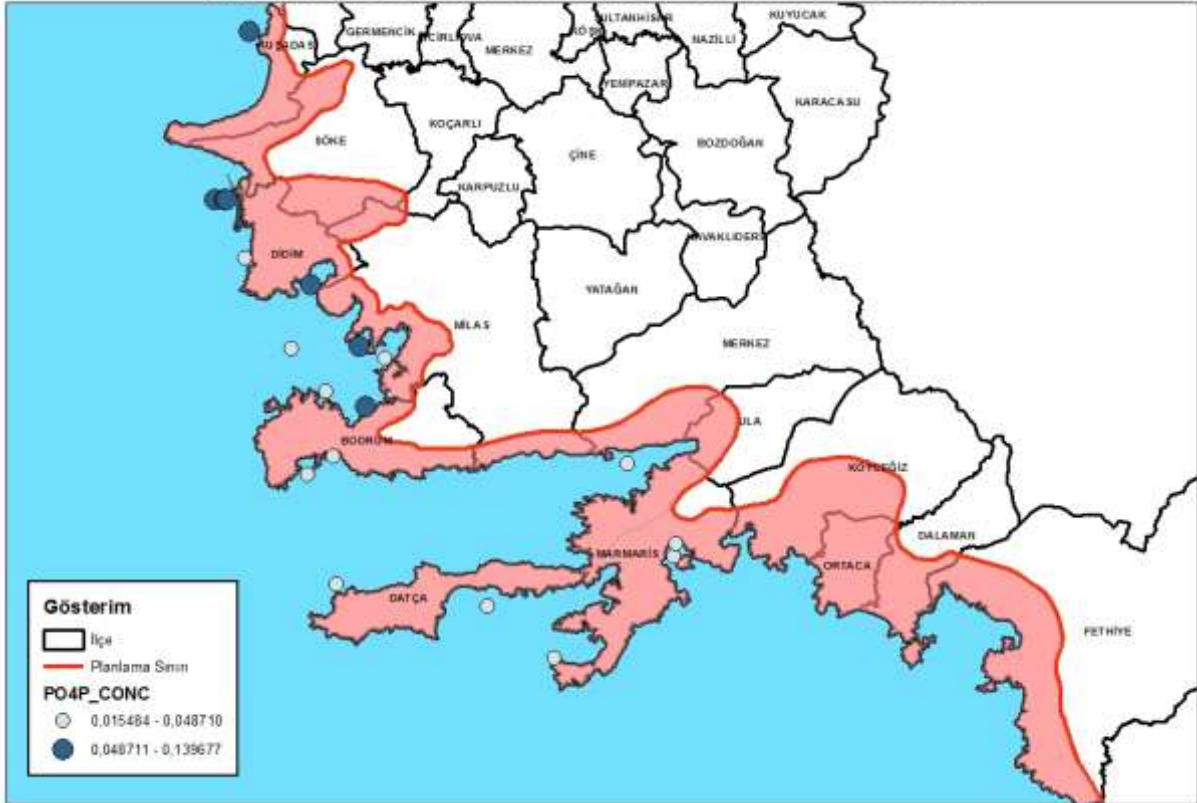 KUYUCAK
SULTANHİSAR
KUŞADASI
GERMENCİK
İNCİRLİOVA
KÖŞK
NAZİLLİ
MERKEZ
YENİPAZAR
KARACASU
KOÇARLI
SÖKE
BOZDOĞAN
ÇİNE
KARPUZLU
KAVAKLIDERE
DİDİM
YATAĞAN
MİLAS
MERKEZ
ULA
BODRUM
KÖYCEĞİZ
DALAMAN
MARMARİS
ORTACA
DATÇA
FETHİYE
Gösterim
İlçe
Planlama Sınırı
PO4P_CONC
0,015484 - 0,048710
0,048711 - 0,139677